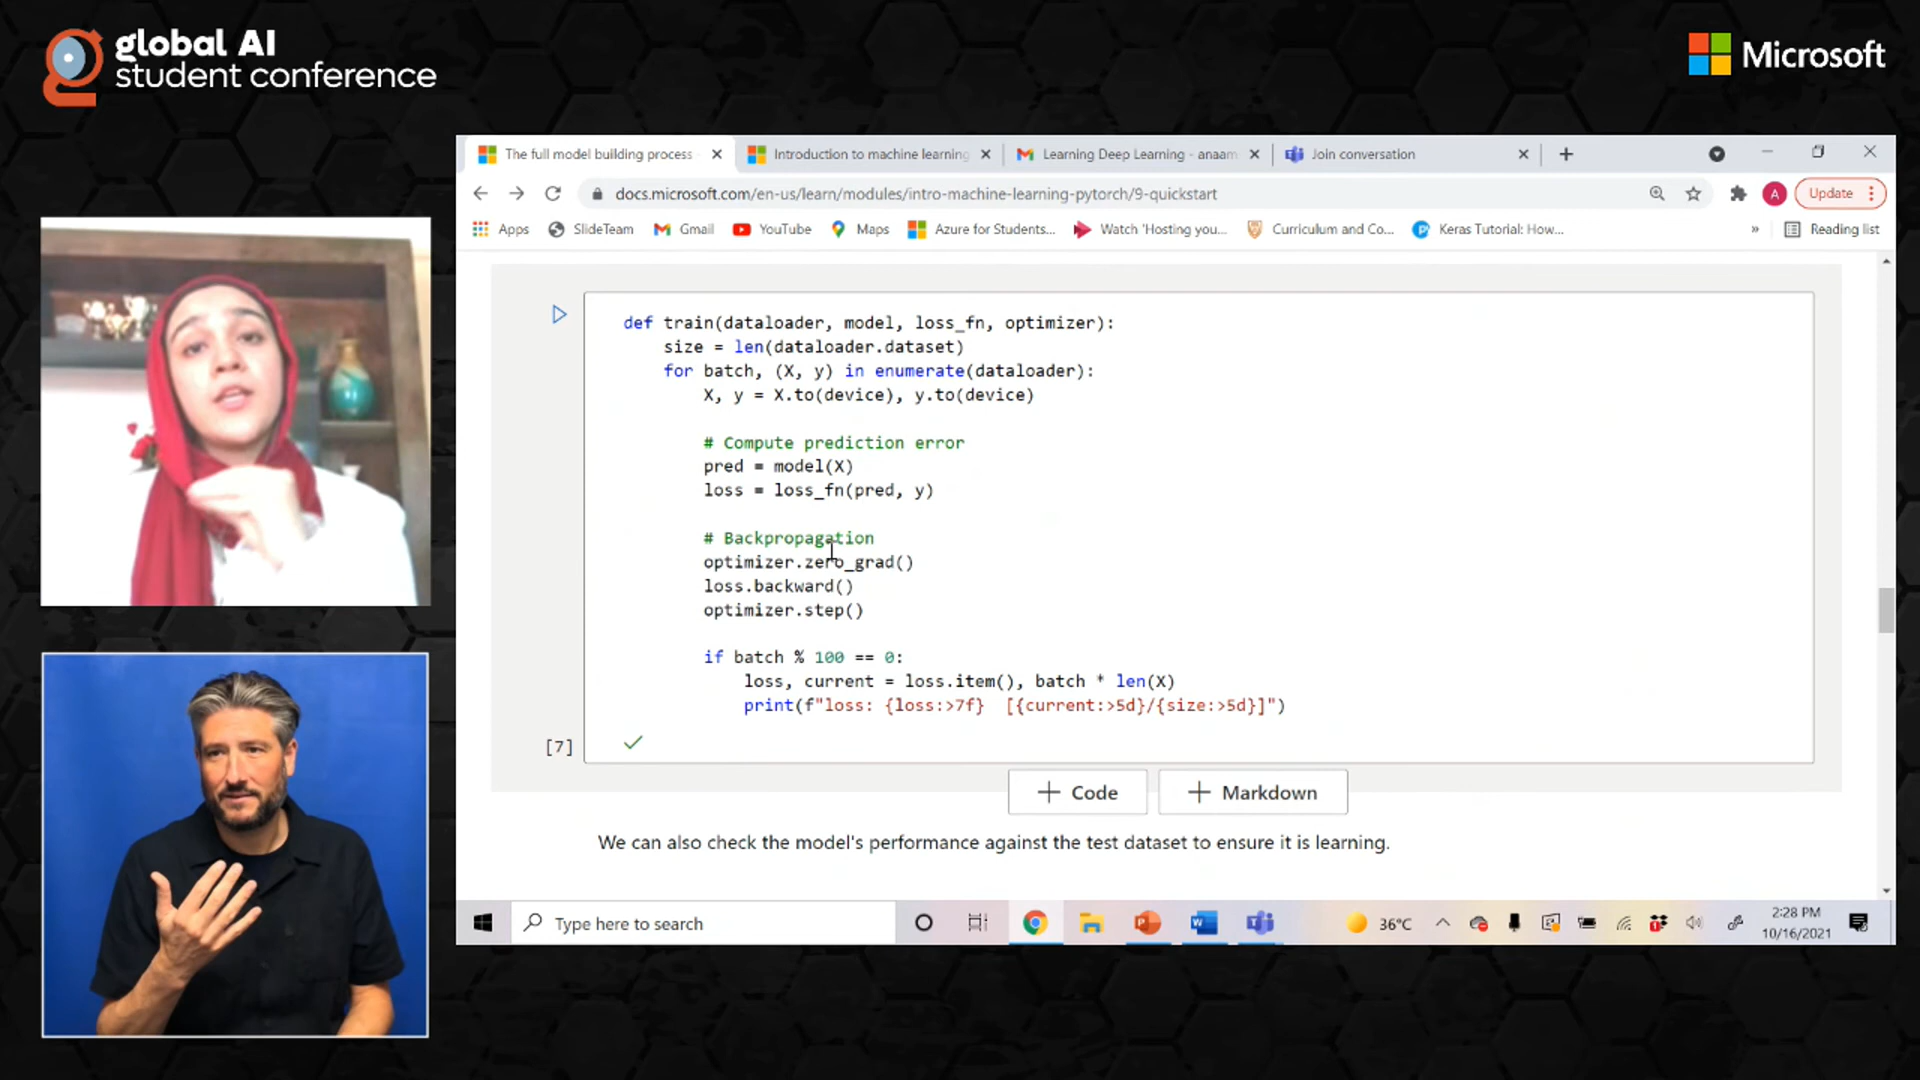 global AI
student conference
Microsoft
The full model building process
Introduction to machine learning
Learning Deep Learning - anaam
Join conversation
docs.microsoft.com/en-us/learn/modules/intro-machine-learning-pytorch/9-quickstart
A
Update
Apps
SlideTeam
Gmail
YouTube
Maps
Azure for Students...
Watch 'Hosting you...
Curriculum and Co...
Keras Tutorial: How...
»
Reading list
def train(dataloader, model, loss_fn, optimizer):
size = len(dataloader.dataset)
for batch, (X, y) in enumerate(dataloader):
X, y = X.to(device), y.to(device)
# Compute prediction error
pred = model(X)
loss = loss_fn(pred, y)
# Backpropagation
optimizer.zero_grad()
loss.backward()
optimizer.step()
if batch % 100 == 0:
loss, current = loss.item(), batch * len(X)
print(f"loss: {loss:>7f}  [{current:>5d}/{size:>5d}]")
[7]
+ Code
+ Markdown
We can also check the model's performance against the test dataset to ensure it is learning.
Type here to search
36°C
2:28 PM
10/16/2021